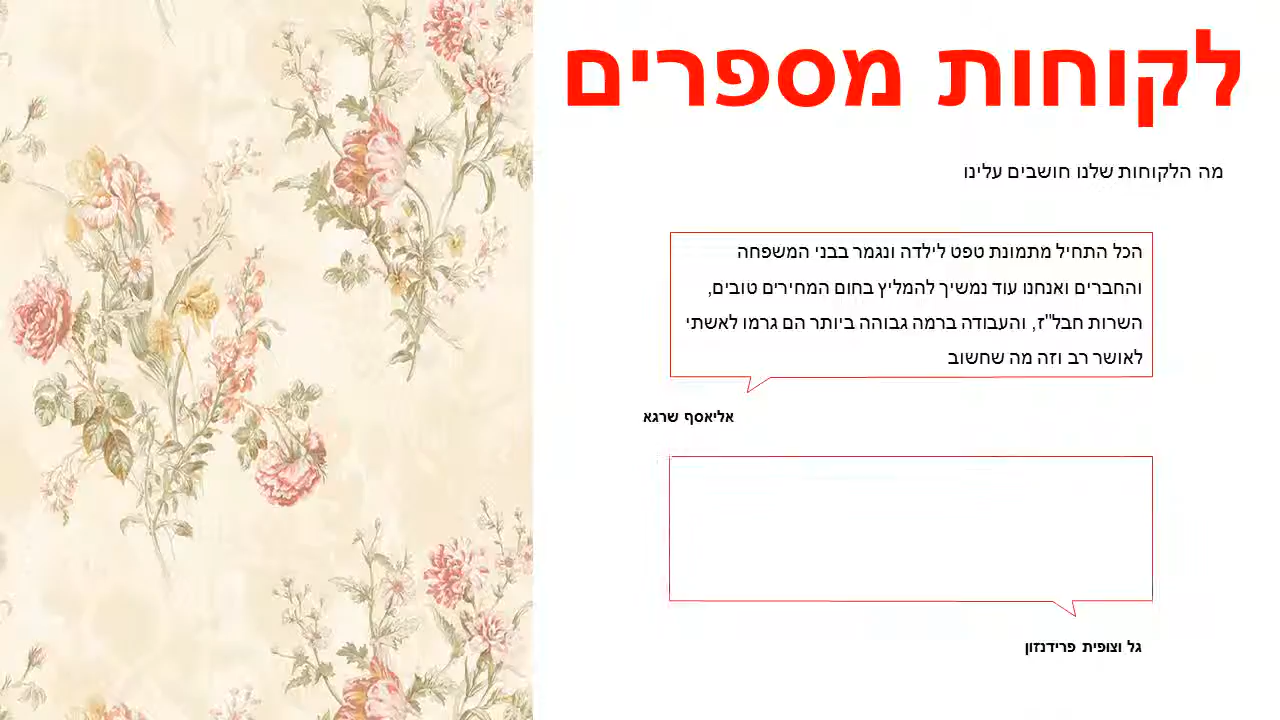 לקוחות מספרים
מה הלקוחות שלנו חושבים עלינו
הכל התחיל מתמונת טפט לילדה ונגמר בבני המשפחה
והחברים ואנחנו עוד נמשיך להמליץ בחום המחירים טובים,
השרות חבל"ז, והעבודה ברמה גבוהה ביותר הם גרמו לאשתי
לאושר רב וזה מה שחשוב
אליאסף שרגא
גל וצופית פרידנזון